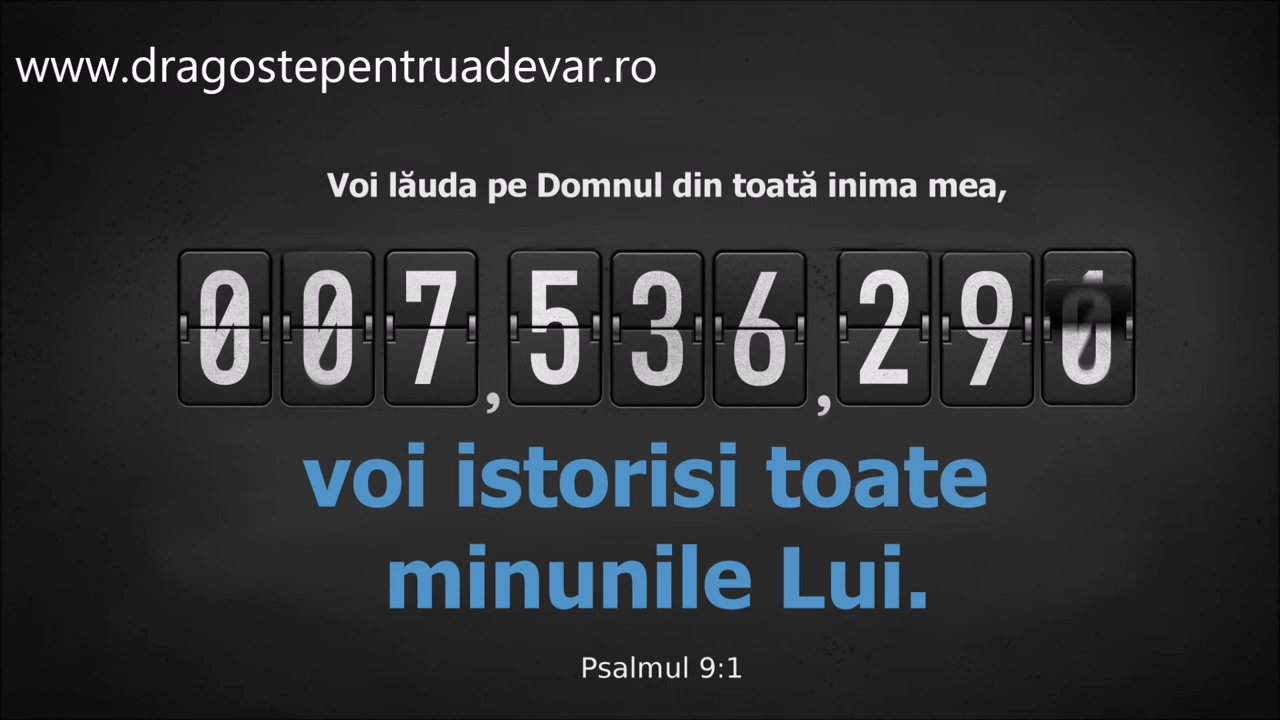 www.dragostepentruadevar.ro
Voi lăuda pe Domnul din toată inima mea,
007,536,290
voi istorisi toate
minunile Lui.
Psalmul 9:1